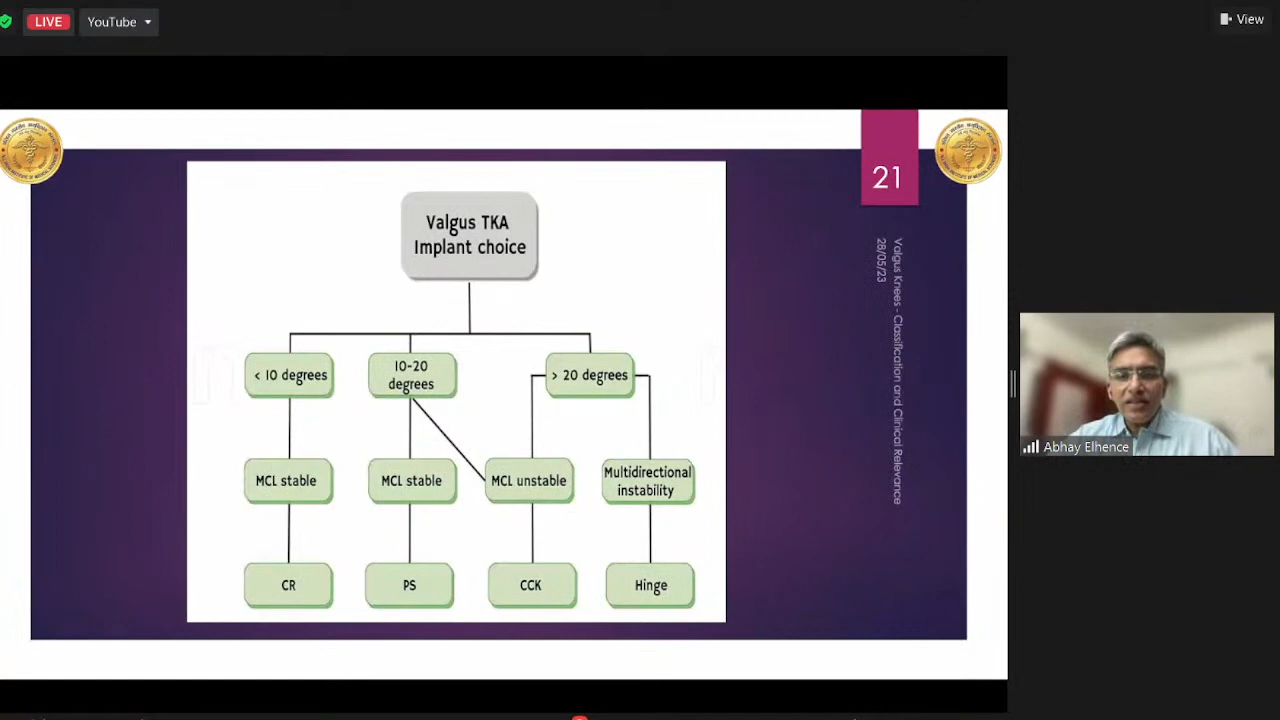 LIVE
YouTube
View
21
Valgus Knees - Classification and Clinical Relevance
28/05/23
Valgus TKA
Implant choice
< 10 degrees
10-20
degrees
> 20 degrees
MCL stable
MCL stable
MCL unstable
Multidirectional
instability
CR
PS
CCK
Hinge
Abhay Elhence